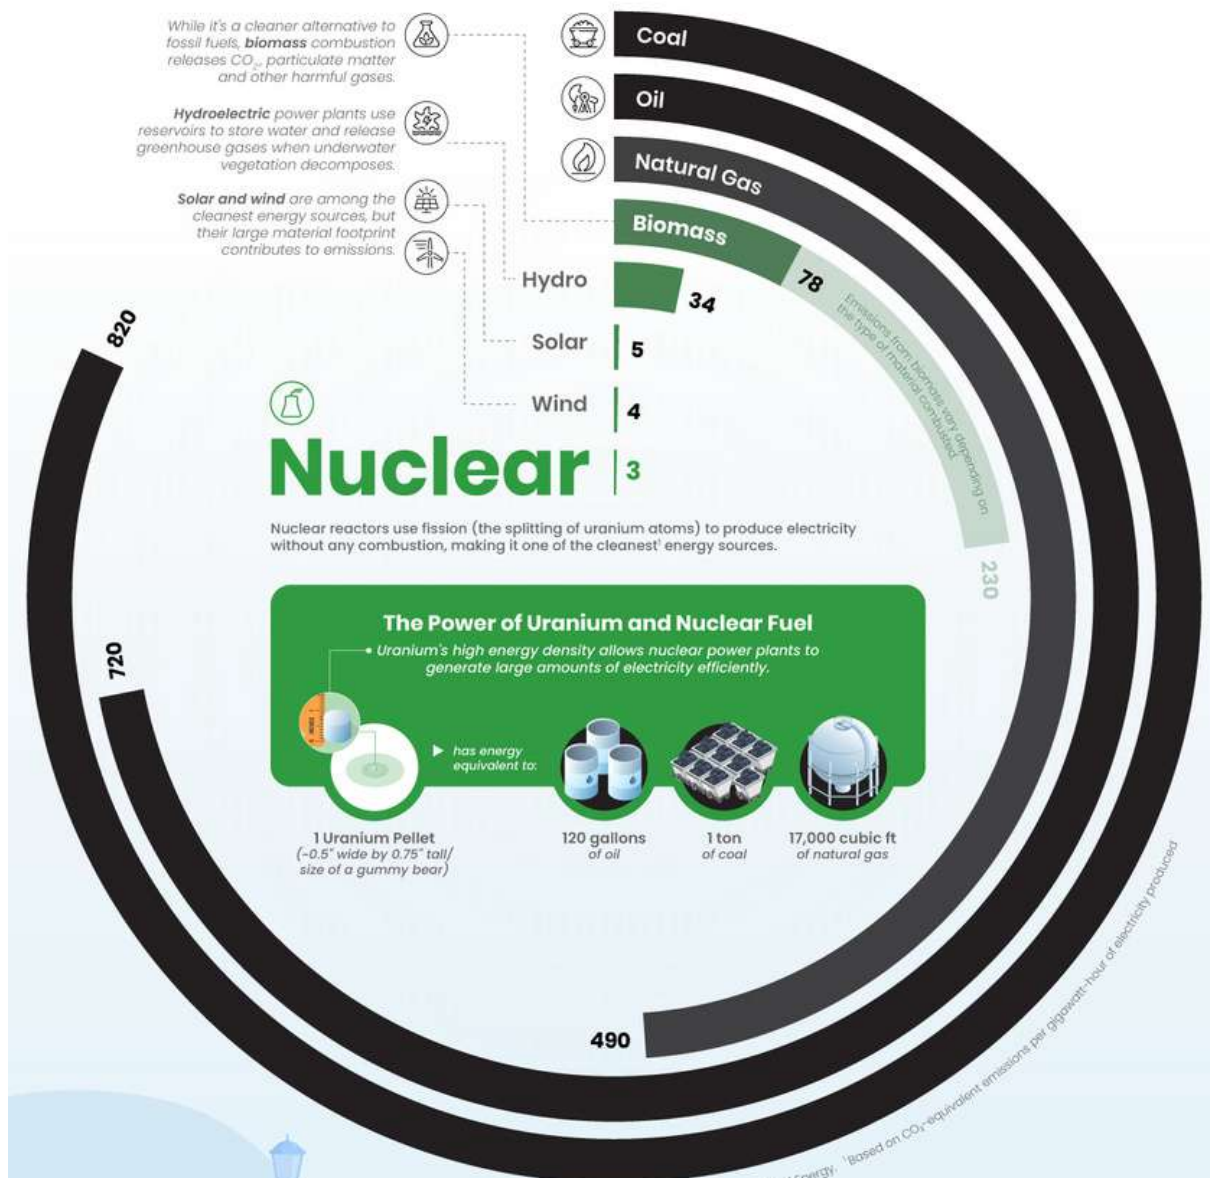 While it's a cleaner alternative to
fossil fuels, biomass combustion
releases CO₂, particulate matter
and other harmful gases.
Hydroelectric power plants use
reservoirs to store water and release
greenhouse gases when underwater
vegetation decomposes.
Solar and wind are among the
cleanest energy sources, but
their large material footprint
contributes to emissions.
Coal
820
Oil
720
Natural Gas
490
Biomass
78
Emissions from biomass vary depending on
the type of material combusted.
230
Hydro
34
Solar
5
Wind
4
Nuclear
3
Nuclear reactors use fission (the splitting of uranium atoms) to produce electricity
without any combustion, making it one of the cleanest¹ energy sources.
The Power of Uranium and Nuclear Fuel
• Uranium's high energy density allows nuclear power plants to
generate large amounts of electricity efficiently.
has energy
equivalent to:
1 Uranium Pellet
(~0.5" wide by 0.75" tall/
size of a gummy bear)
120 gallons
of oil
1 ton
of coal
17,000 cubic ft
of natural gas
Energy. ¹Based on CO₂-equivalent emissions per gigawatt-hour of electricity produced